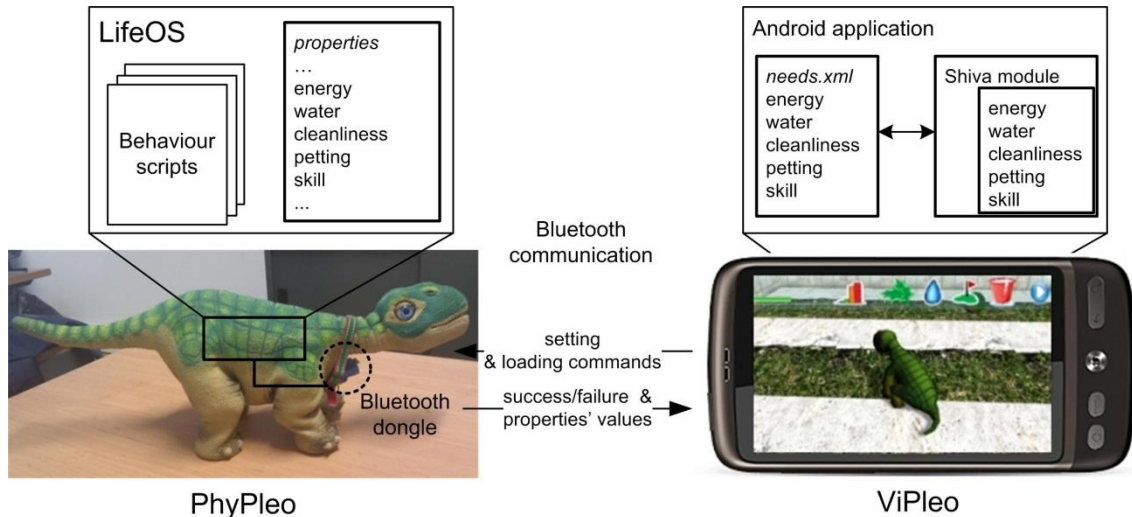 LifeOS
Behaviour
scripts
properties
…
energy
water
cleanliness
petting
skill
...
Android application
needs.xml
energy
water
cleanliness
petting
skill
Shiva module
energy
water
cleanliness
petting
skill
Bluetooth
communication
setting
& loading commands
success/failure &
properties' values
Bluetooth
dongle
PhyPleo
ViPleo